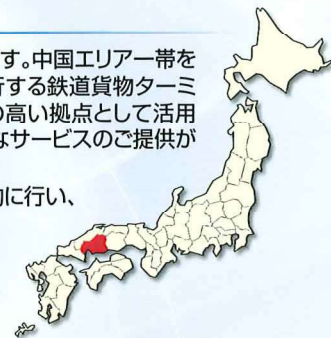 す。中国エリア一帯を
行する鉄道貨物ターミ
の高い拠点として活用
なサービスのご提供が
的に行い、